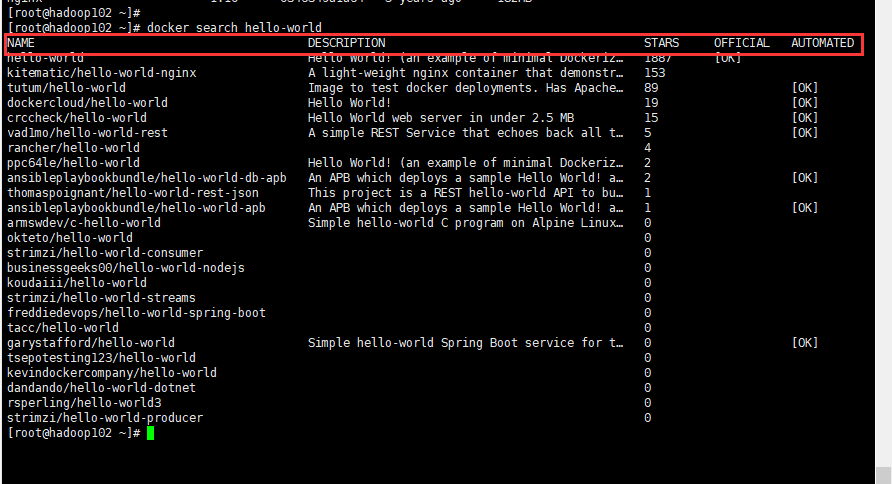 [root@hadoop102 ~]#
[root@hadoop102 ~]# docker search hello-world
NAME DESCRIPTION STARS OFFICIAL AUTOMATED
hello-world Hello World! (an example of minimal Dockeriz… 1887 [OK]
kitematic/hello-world-nginx A light-weight nginx container that demonstr… 153
tutum/hello-world Image to test docker deployments. Has Apache… 89 [OK]
dockercloud/hello-world Hello World! 19 [OK]
crccheck/hello-world Hello World web server in under 2.5 MB 15 [OK]
vad1mo/hello-world-rest A simple REST Service that echoes back all t… 5 [OK]
rancher/hello-world 4
ppc64le/hello-world Hello World! (an example of minimal Dockeriz… 2
ansibleplaybookbundle/hello-world-db-apb An APB which deploys a sample Hello World! a… 2 [OK]
thomaspoignant/hello-world-rest-json This project is a REST hello-world API to bu… 1
ansibleplaybookbundle/hello-world-apb An APB which deploys a sample Hello World! a… 1 [OK]
armswdev/c-hello-world Simple hello-world C program on Alpine Linux… 0
okteto/hello-world 0
strimzi/hello-world-consumer 0
businessgeeks00/hello-world-nodejs 0
koudaiii/hello-world 0
strimzi/hello-world-streams 0
freddiedevops/hello-world-spring-boot 0
tacc/hello-world 0
garystafford/hello-world Simple hello-world Spring Boot service for t… 0 [OK]
tsepotesting123/hello-world 0
kevindockercompany/hello-world 0
dandando/hello-world-dotnet 0
rsperling/hello-world3 0
strimzi/hello-world-producer 0
[root@hadoop102 ~]#